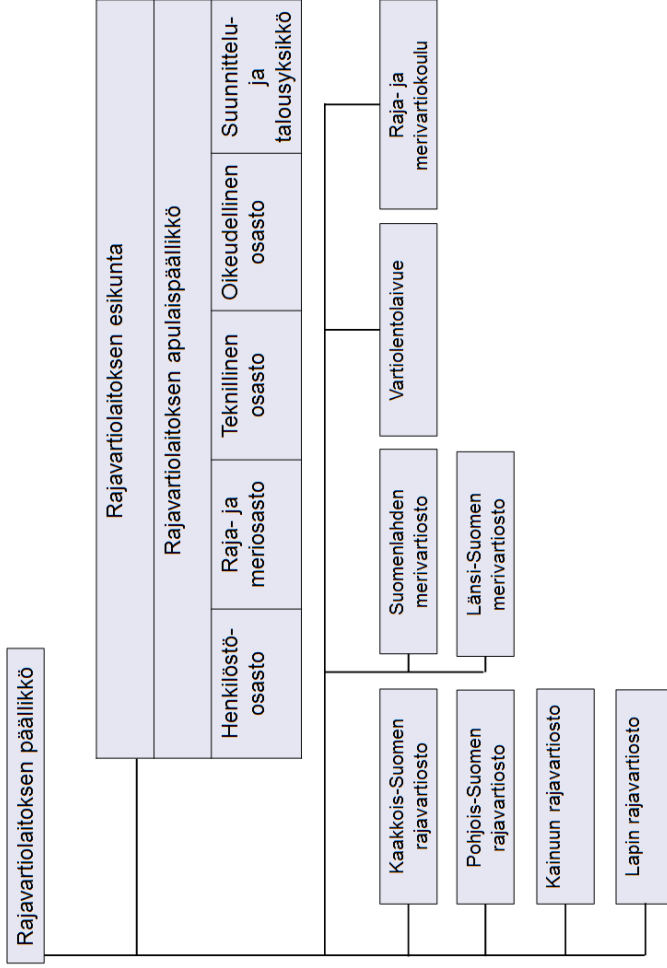 Rajavartiolaitoksen päällikkö
Rajavartiolaitoksen esikunta
Rajavartiolaitoksen apulaispäällikkö
Henkilöstö-
osasto
Raja- ja
meriosasto
Teknillinen
osasto
Oikeudellinen
osasto
Suunnittelu-
ja
talousyksikkö
Kaakkois-Suomen
rajavartiosto
Pohjois-Suomen
rajavartiosto
Kainuun rajavartiosto
Lapin rajavartiosto
Suomenlahden
merivartiosto
Länsi-Suomen
merivartiosto
Vartiolentolaivue
Raja- ja
merivartiokoulu